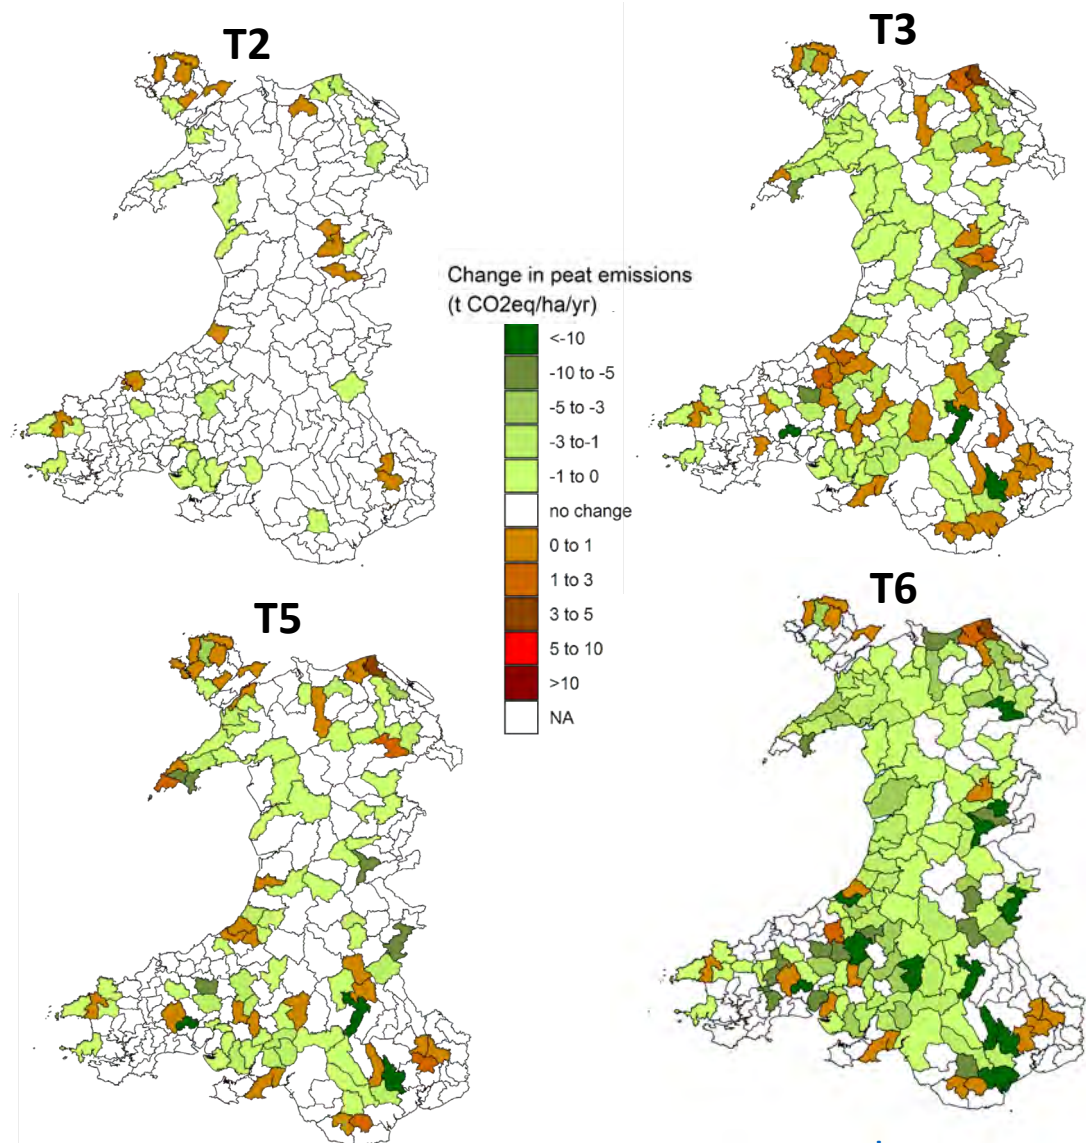 T2
T3
Change in peat emissions
(t CO2eq/ha/yr)
<-10
-10 to -5
-5 to -3
-3 to-1
-1 to 0
no change
0 to 1
1 to 3
3 to 5
5 to 10
>10
NA
T5
T6